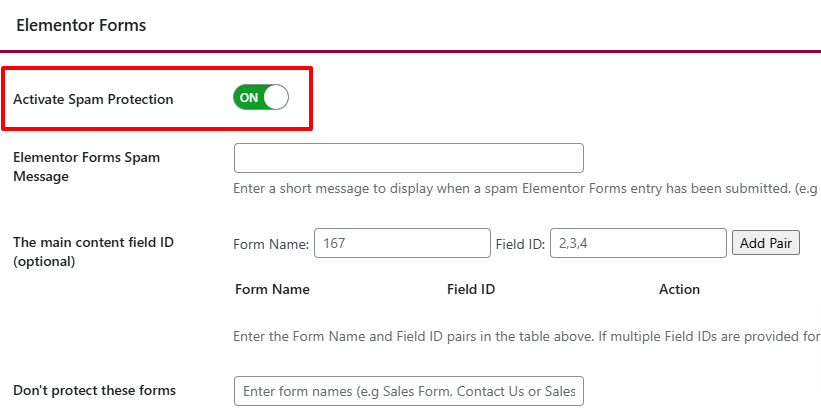 Elementor Forms
Activate Spam Protection ON
Elementor Forms Spam
Message
Enter a short message to display when a spam Elementor Forms entry has been submitted. (e.g
The main content field ID
(optional)
Form Name: 167 Field ID: 2,3,4 Add Pair
Form Name Field ID Action
Enter the Form Name and Field ID pairs in the table above. If multiple Field IDs are provided for
Don't protect these forms Enter form names (e.g Sales Form, Contact Us or Sales